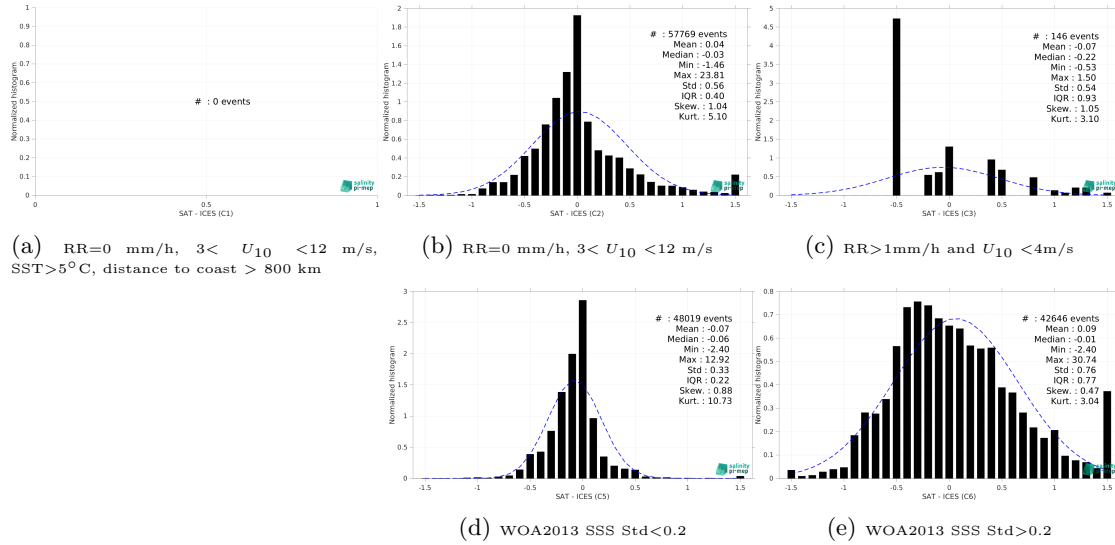 1
0.9
0.8
0.7
0.6
0.5
0.4
0.3
0.2
0.1
0
Normalized histogram
# : 0 events
salinity
pi-mep
0 0.5 1
SAT - ICES (C1)
(a) RR=0 mm/h, 3< U10 <12 m/s,
SST>5°C, distance to coast > 800 km
2
1.8
1.6
1.4
1.2
1
0.8
0.6
0.4
0.2
0
Normalized histogram
# : 57769 events
Mean : 0.04
Median : -0.03
Min : -1.46
Max : 23.81
Std : 0.56
IQR : 0.40
Skew. : 1.04
Kurt. : 5.10
salinity
pi-mep
-1.5 -1 -0.5 0 0.5 1 1.5
SAT - ICES (C2)
(b) RR=0 mm/h, 3< U10 <12 m/s
5
4.5
4
3.5
3
2.5
2
1.5
1
0.5
0
Normalized histogram
# : 146 events
Mean : -0.07
Median : -0.22
Min : -0.53
Max : 1.50
Std : 0.54
IQR : 0.93
Skew. : 1.05
Kurt. : 3.10
salinity
pi-mep
-1.5 -1 -0.5 0 0.5 1 1.5
SAT - ICES (C3)
(c) RR>1mm/h and U10 <4m/s
3
2.5
2
1.5
1
0.5
0
Normalized histogram
# : 48019 events
Mean : -0.07
Median : -0.06
Min : -2.40
Max : 12.92
Std : 0.33
IQR : 0.22
Skew. : 0.88
Kurt. : 10.73
salinity
pi-mep
-1.5 -1 -0.5 0 0.5 1 1.5
SAT - ICES (C5)
(d) WOA2013 SSS Std<0.2
0.8
0.7
0.6
0.5
0.4
0.3
0.2
0.1
0
Normalized histogram
# : 42646 events
Mean : 0.09
Median : -0.01
Min : -2.40
Max : 30.74
Std : 0.76
IQR : 0.77
Skew. : 0.47
Kurt. : 3.04
salinity
pi-mep
-1.5 -1 -0.5 0 0.5 1 1.5
SAT - ICES (C6)
(e) WOA2013 SSS Std>0.2